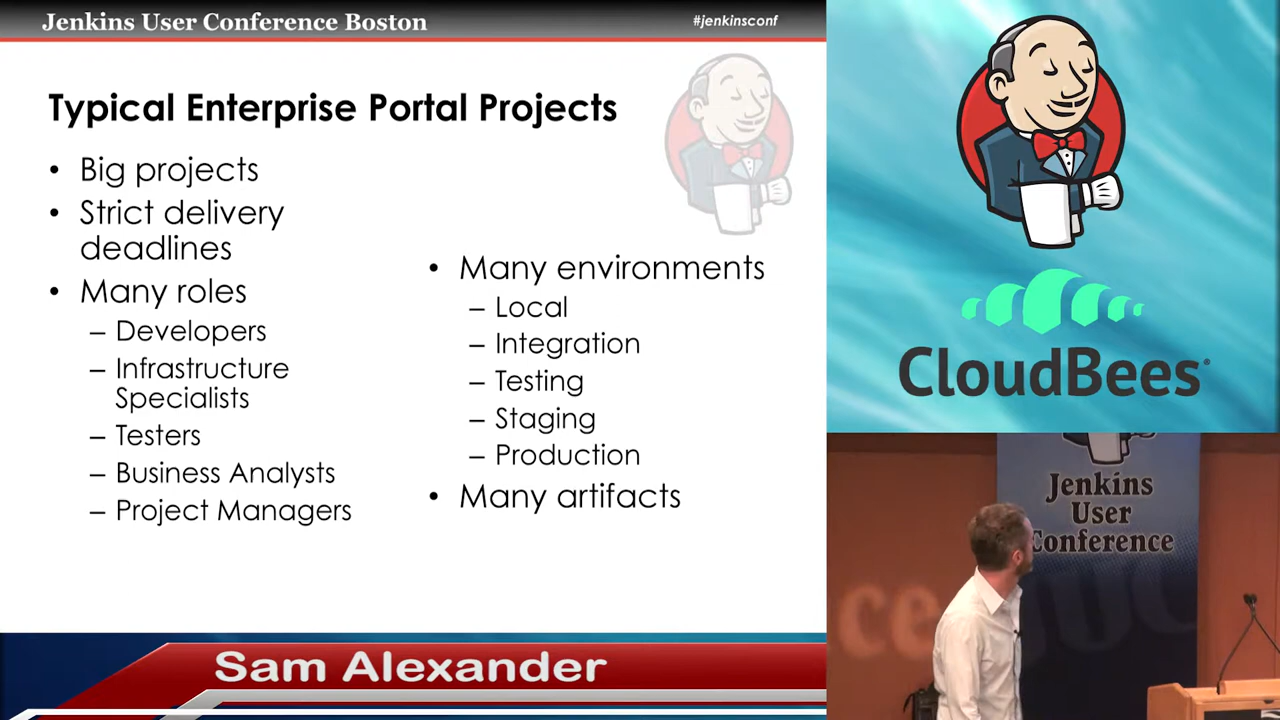 Jenkins User Conference Boston
#jenkinsconf
Typical Enterprise Portal Projects
• Big projects
• Strict delivery
deadlines
• Many roles
– Developers
– Infrastructure
Specialists
– Testers
– Business Analysts
– Project Managers
• Many environments
– Local
– Integration
– Testing
– Staging
– Production
• Many artifacts
Sam Alexander
CloudBees®
Jenkins
User
Conference